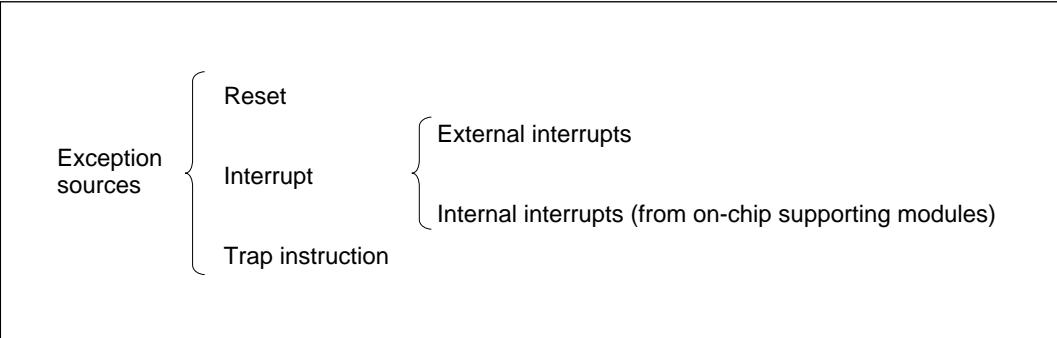 Reset
External interrupts
Exception
sources
Interrupt
Internal interrupts (from on-chip supporting modules)
Trap instruction